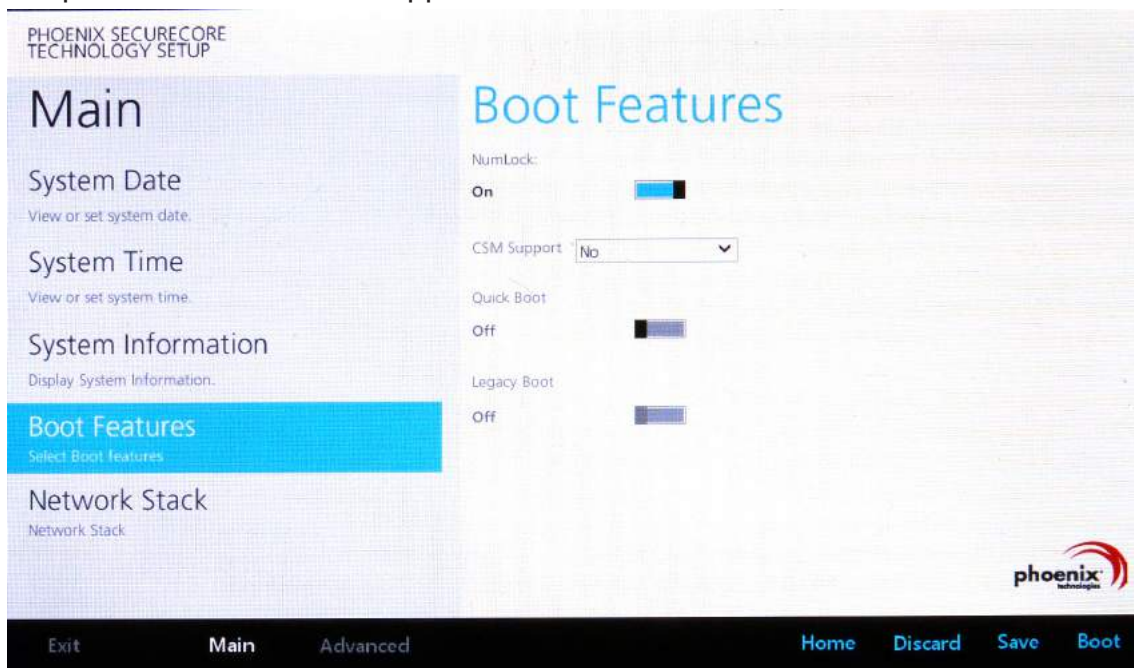 PHOENIX SECURECORE
TECHNOLOGY SETUP
Main
System Date
View or set system date.
System Time
View or set system time.
System Information
Display System Information.
Boot Features
Select Boot features
Network Stack
Network Stack
Boot Features
NumLock:
On
CSM Support No
Quick Boot
Off
Legacy Boot
Off
phoenix
technologies
Exit Main Advanced Home Discard Save Boot